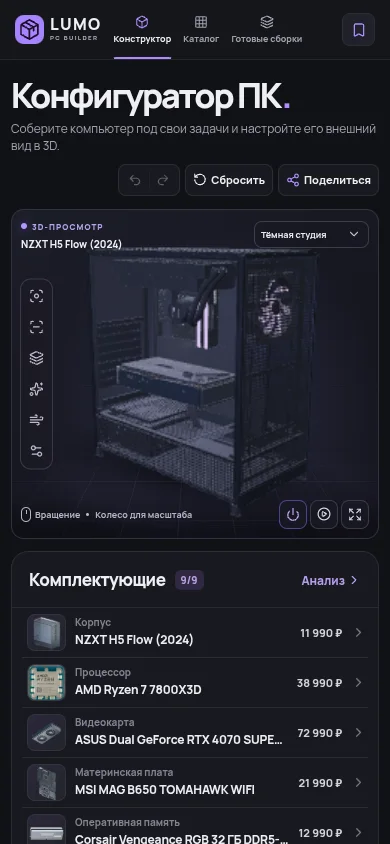 LUMO
PC BUILDER
Конструктор
Каталог
Готовые сборки
Конфигуратор ПК.
Соберите компьютер под свои задачи и настройте его внешний
вид в 3D.
Сбросить
Поделиться
3D-ПРОСМОТР
NZXT H5 Flow (2024)
Тёмная студия
Вращение • Колесо для масштаба
Комплектующие 9/9
Анализ
Корпус
NZXT H5 Flow (2024)
11 990 ₽
Процессор
AMD Ryzen 7 7800X3D
38 990 ₽
Видеокарта
ASUS Dual GeForce RTX 4070 SUPE...
72 990 ₽
Материнская плата
MSI MAG B650 TOMAHAWK WIFI
21 990 ₽
Оперативная память
Corsair Vengeance RGB 32 ГБ DDR5-...
12 990 ₽